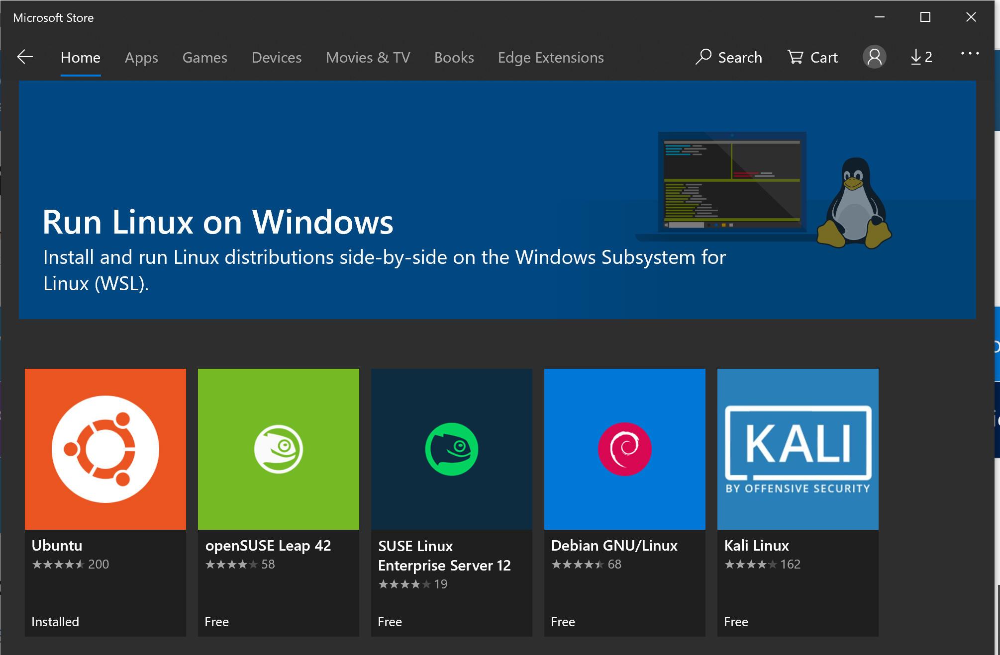 Microsoft Store
Home Apps Games Devices Movies & TV Books Edge Extensions Search Cart 2
Run Linux on Windows
Install and run Linux distributions side-by-side on the Windows Subsystem for
Linux (WSL).
KALI
BY OFFENSIVE SECURITY
Ubuntu
200
Installed
openSUSE Leap 42
58
Free
SUSE Linux
Enterprise Server 12
19
Free
Debian GNU/Linux
68
Free
Kali Linux
162
Free